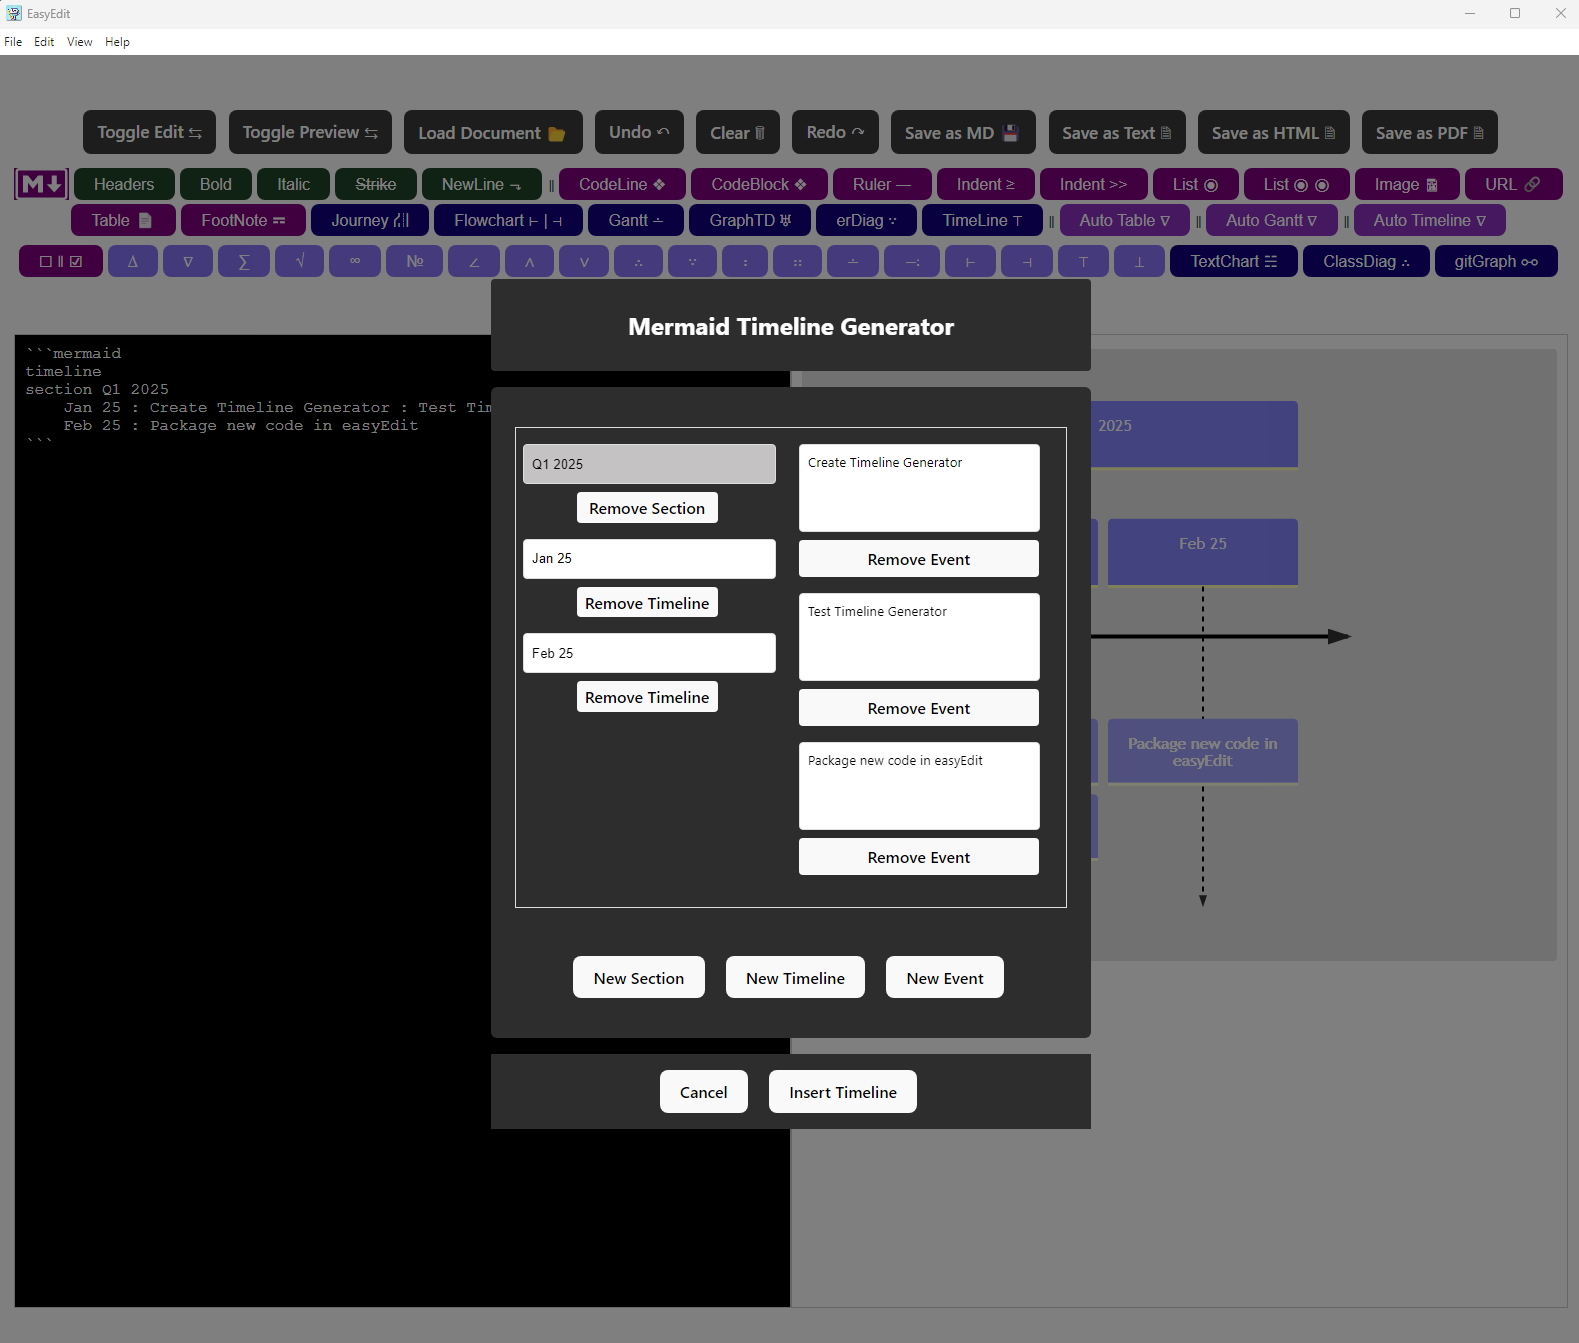 EasyEdit
File Edit View Help
Toggle Edit ⇆ Toggle Preview ⇆ Load Document 📂 Undo ↶ Clear 🗑 Redo ↷ Save as MD 💾 Save as Text 🖹 Save as HTML 🖹 Save as PDF 🖹
M↓ Headers Bold Italic Strike NewLine ⤵ || CodeLine ❖ CodeBlock ❖ Ruler — Indent ≥ Indent >> List ◉ List ◉ ◉ Image 🖻 URL 🔗
Table 📄 FootNote Journey Flowchart ⊢ | ⊣ Gantt ∸ GraphTD erDiag ∵ TimeLine ⊤ || Auto Table ∇ || Auto Gantt ∇ || Auto Timeline ∇
☐ || ☑ ∆ ∇ ∑ √ ∞ № ∠ ∧ ∨ ∴ ∵ : :: ∸ ∹ ⊢ ⊣ ⊤ ⊥ TextChart ☵ ClassDiag ∴ gitGraph
Mermaid Timeline Generator
```mermaid
timeline
section Q1 2025
Jan 25 : Create Timeline Generator : Test Tim
Feb 25 : Package new code in easyEdit
```
Q1 2025
Remove Section
Jan 25
Remove Timeline
Feb 25
Remove Timeline
Create Timeline Generator
Remove Event
Test Timeline Generator
Remove Event
Package new code in easyEdit
Remove Event
New Section New Timeline New Event
Cancel Insert Timeline
2025
Feb 25
Package new code in
easyEdit